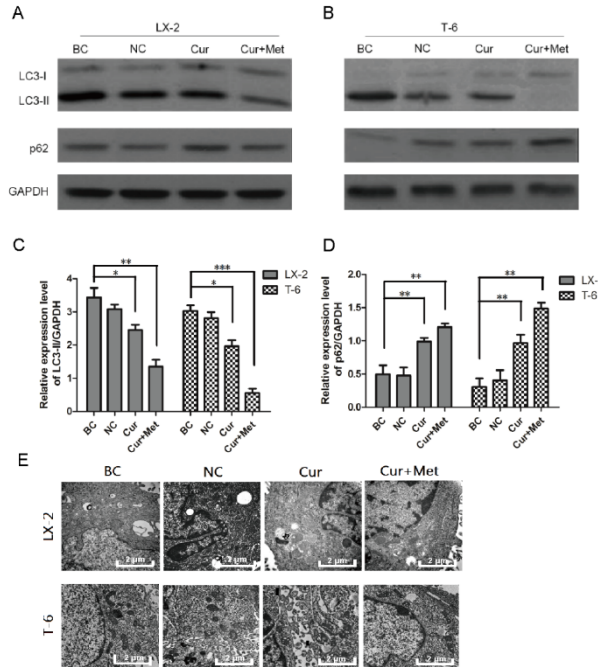 A
LX-2
BC NC Cur Cur+Met
LC3-I
LC3-II
p62
GAPDH
B
T-6
BC NC Cur Cur+Met
C
Relative expression level
of LC3-II/GAPDH
4
3
2
1
0
**
*
***
*
LX-2
T-6
BC NC Cur Cur+Met BC NC Cur Cur+Met
D
Relative expression level
of p62/GAPDH
2.0
1.5
1.0
0.5
0.0
**
**
**
**
LX-
T-6
BC NC Cur Cur+Met BC NC Cur Cur+Met
E
BC NC Cur Cur+Met
LX-2
2 μm 2 μm 2 μm 2 μm
T-6
2 μm 2 μm 2 μm 2 μm